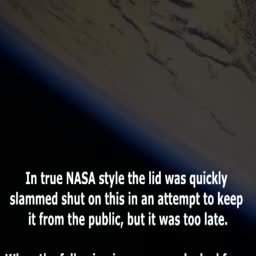 In true NASA style the lid was quickly
slammed shut on this in an attempt to keep
it from the public, but it was too late.